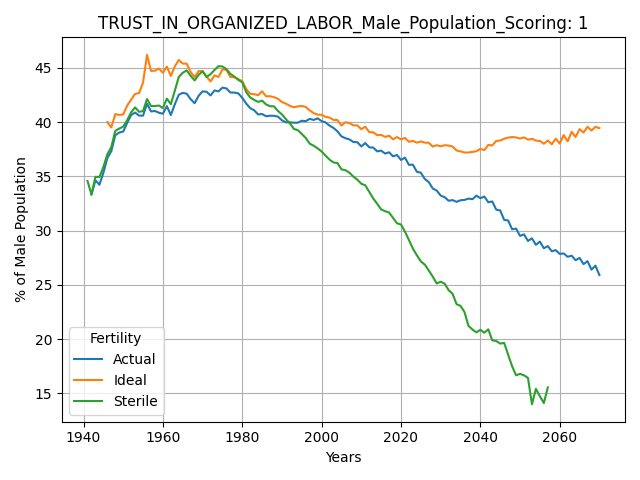 TRUST_IN_ORGANIZED_LABOR_Male_Population_Scoring: 1
% of Male Population
45
40
35
30
25
20
15
Fertility
Actual
Ideal
Sterile
1940 1960 1980 2000 2020 2040 2060
Years